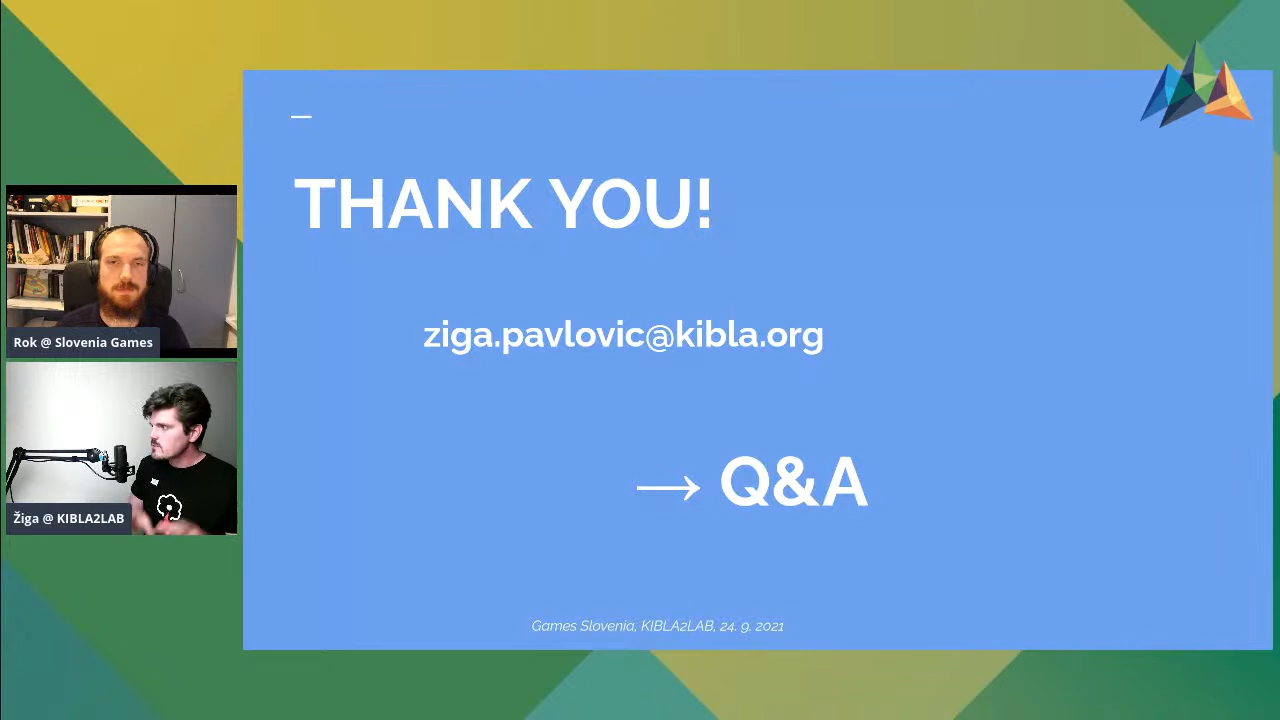 THANK YOU!
ziga.pavlovic@kibla.org
→ Q&A
Games Slovenia, KIBLA2LAB, 24. 9. 2021
Rok @ Slovenia Games
Žiga @ KIBLA2LAB